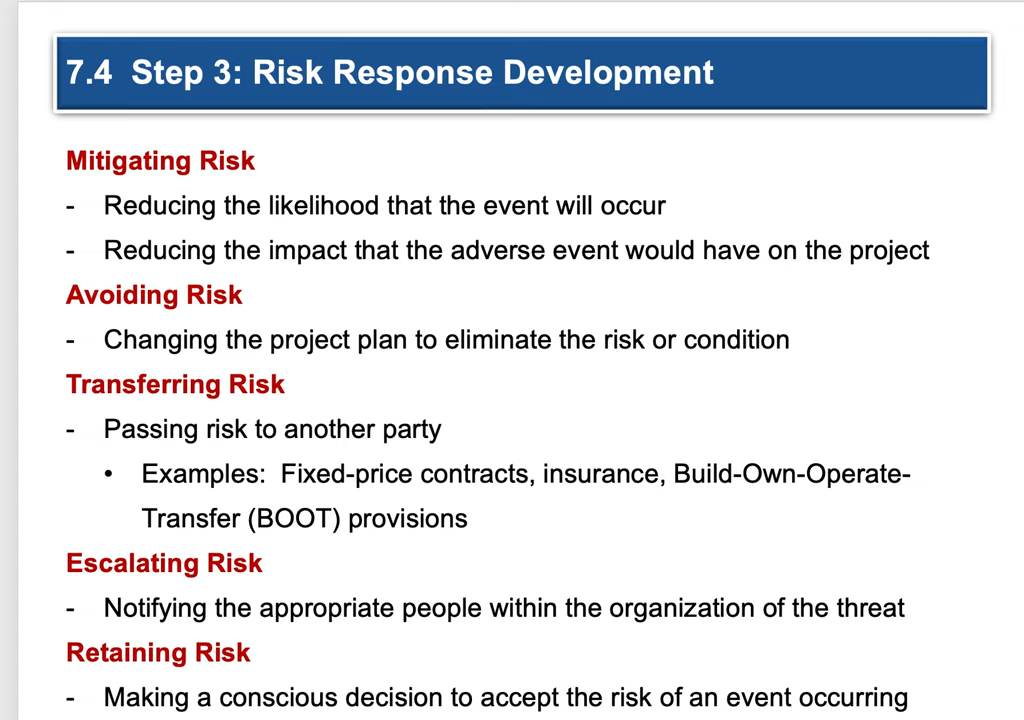 7.4 Step 3: Risk Response Development
Mitigating Risk
- Reducing the likelihood that the event will occur
- Reducing the impact that the adverse event would have on the project
Avoiding Risk
- Changing the project plan to eliminate the risk or condition
Transferring Risk
- Passing risk to another party
• Examples: Fixed-price contracts, insurance, Build-Own-Operate-
Transfer (BOOT) provisions
Escalating Risk
- Notifying the appropriate people within the organization of the threat
Retaining Risk
- Making a conscious decision to accept the risk of an event occurring